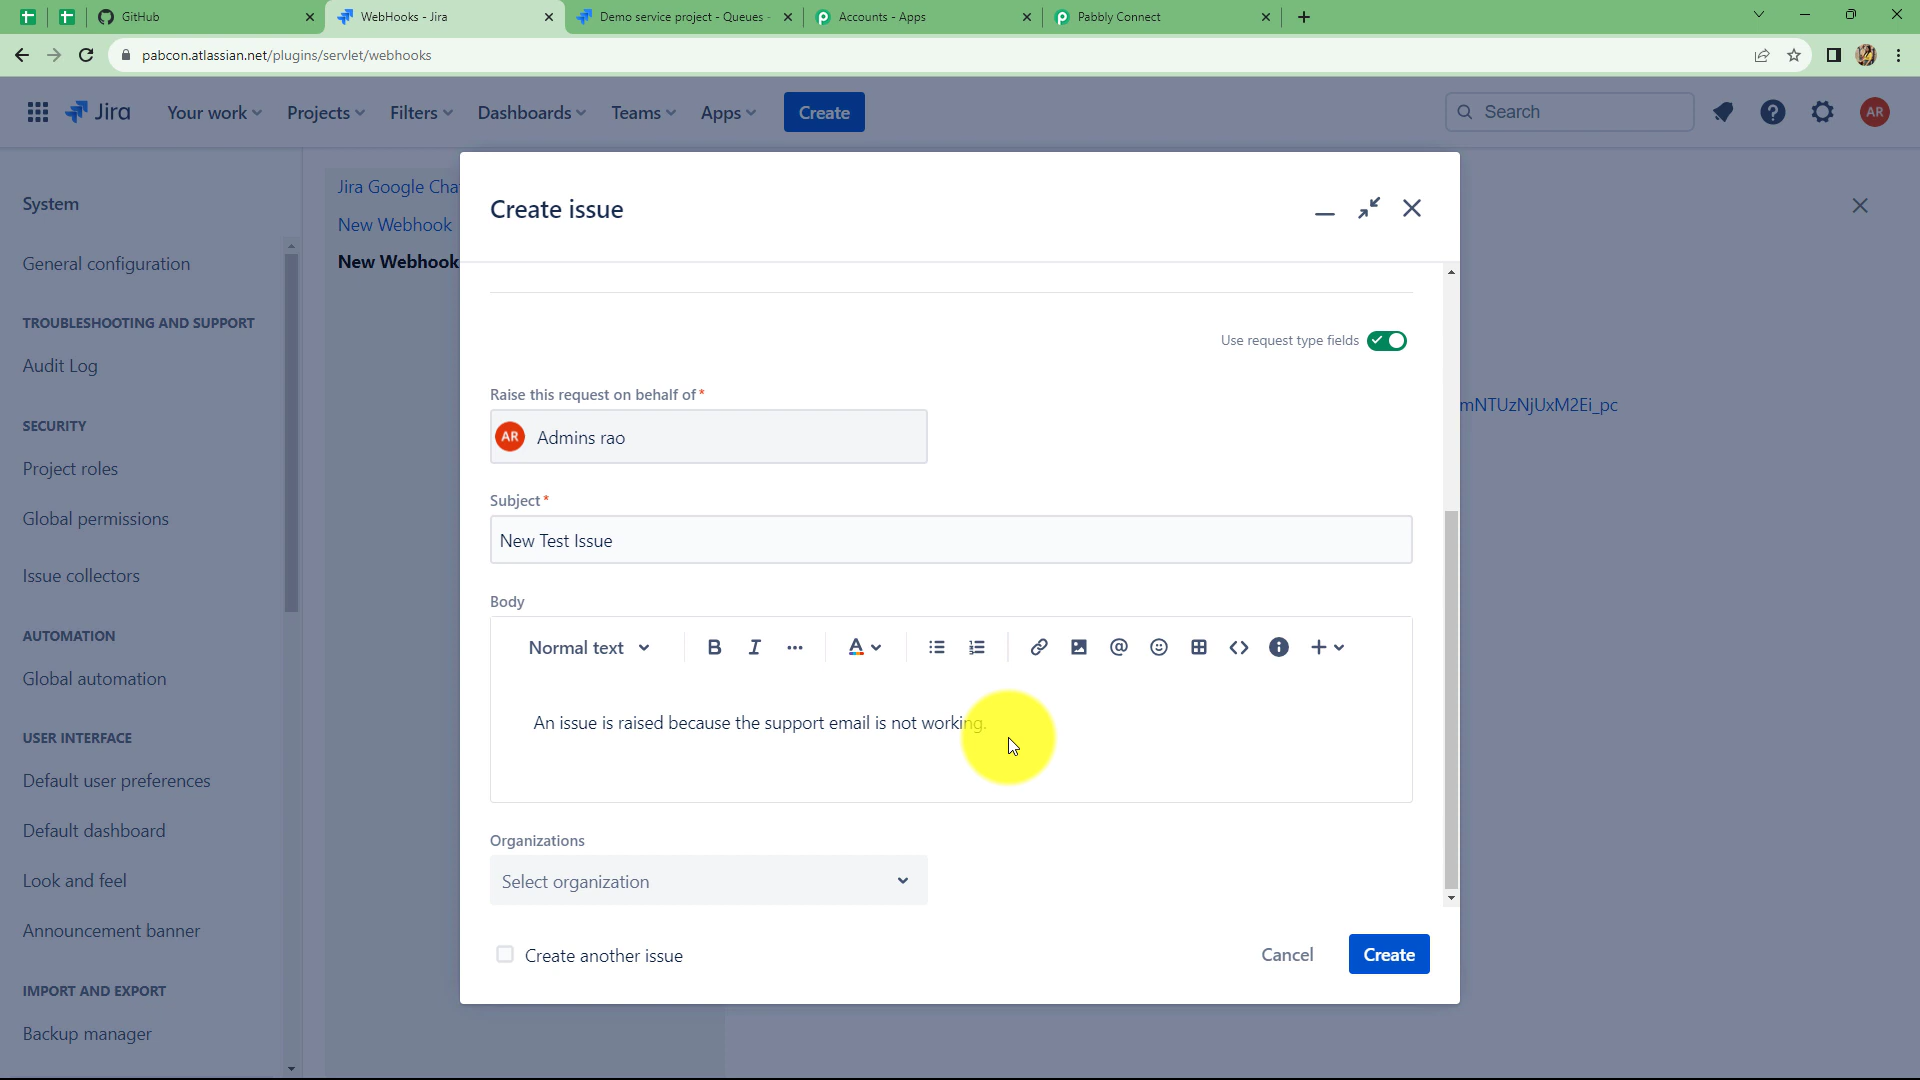 GitHub
WebHooks - Jira
Demo service project - Queues -
Accounts - Apps
Pabbly Connect
pabcon.atlassian.net/plugins/servlet/webhooks
Jira
Your work
Projects
Filters
Dashboards
Teams
Apps
Create
Search
AR
System
General configuration
TROUBLESHOOTING AND SUPPORT
Audit Log
SECURITY
Project roles
Global permissions
Issue collectors
AUTOMATION
Global automation
USER INTERFACE
Default user preferences
Default dashboard
Look and feel
Announcement banner
IMPORT AND EXPORT
Backup manager
Jira Google Cha
New Webhook
New Webhook
mNTUzNjUxM2Ei_pc
Create issue
Use request type fields
Raise this request on behalf of *
AR Admins rao
Subject *
New Test Issue
Body
Normal text
B I ... A @ <> +
An issue is raised because the support email is not working.
Organizations
Select organization
Create another issue
Cancel
Create